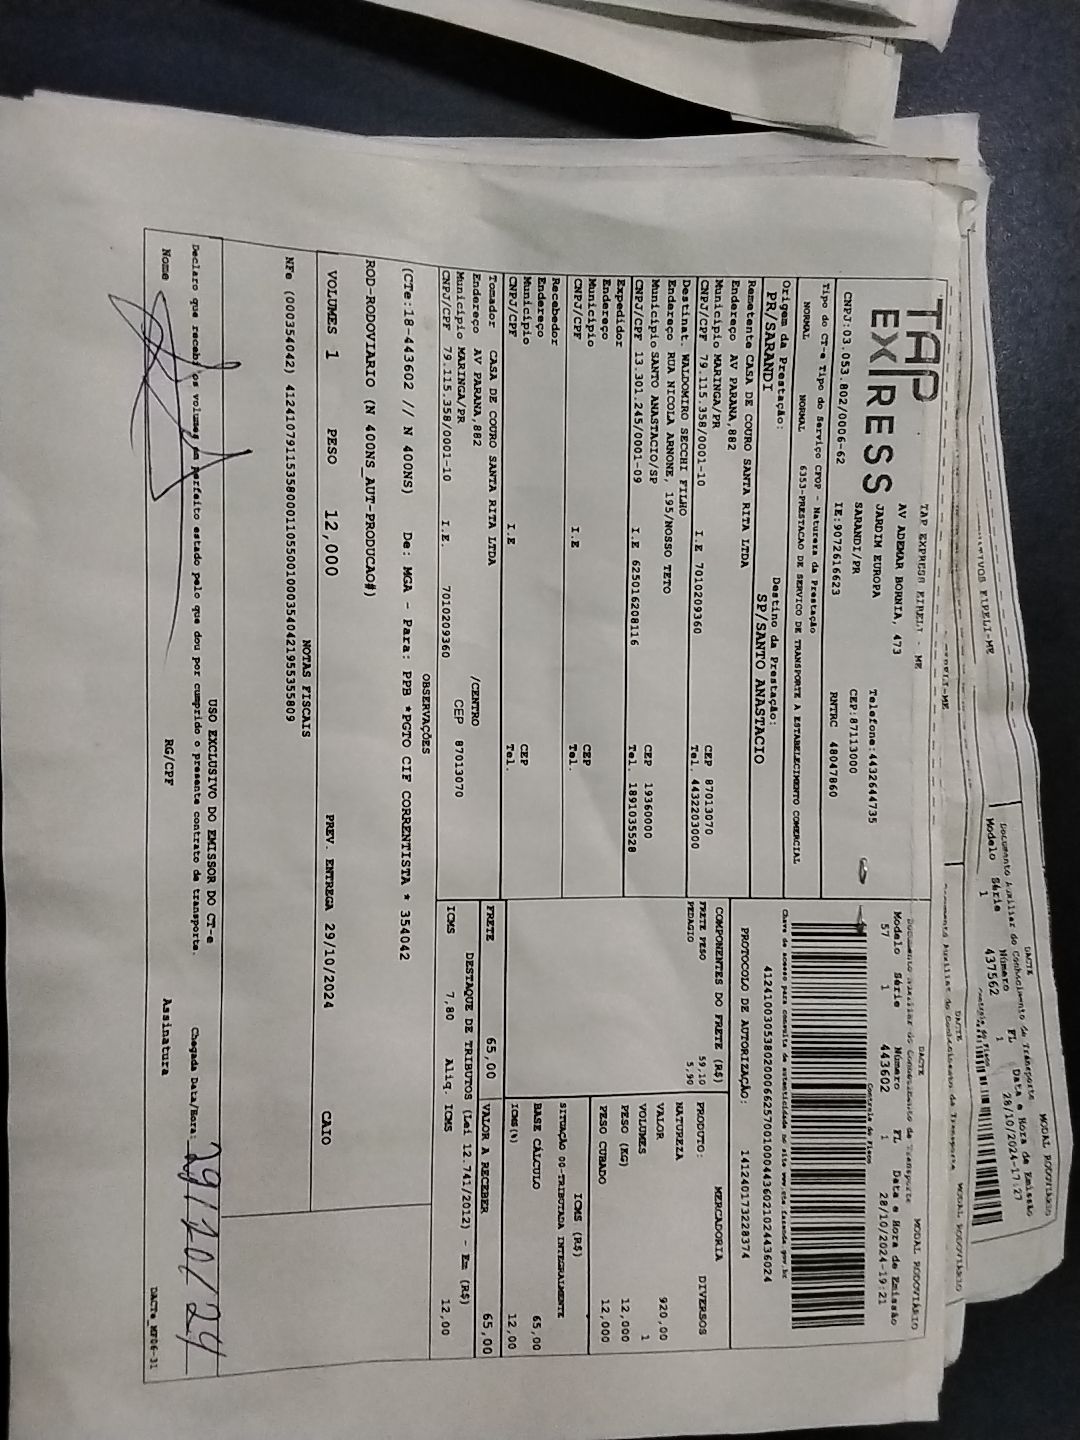 TAP EXPRESS
TAP EXPRESS EIRELI - ME
AV ADEMAR BORNIA, 473
JARDIM EUROPA
SARANDI/PR
Telefone:4432644735
CEP:87113000
CNPJ:03.053.802/0006-62 IE:9072616623 RNTRC 48047860
Tipo do CT-e Tipo do Serviço CFOP - Natureza da Prestação
NORMAL NORMAL 6353-PRESTACAO DE SERVICO DE TRANSPORTE A ESTABELECIMENTO COMERCIAL
Origem da Prestação: Destino da Prestação:
PR/SARANDI SP/SANTO ANASTACIO
Remetente CASA DE COURO SANTA RITA LTDA
Endereço AV PARANA,882
Município MARINGA/PR CEP 87013070
CNPJ/CPF 79.115.358/0001-10 I.E 7010209360 Tel. 4432203000
Destinat. WALDOMIRO SECCHI FILHO
Endereço RUA NICOLA ARNONE, 195/NOSSO TETO
Município SANTO ANASTACIO/SP CEP 19360000
CNPJ/CPF 13.301.245/0001-09 I.E 625016208116 Tel. 1891035528
Expedidor
Endereço
Município CEP
CNPJ/CPF I.E Tel.
Recebedor
Endereço
Município CEP
CNPJ/CPF I.E Tel.
Tomador CASA DE COURO SANTA RITA LTDA
Endereço AV PARANA,882 /CENTRO
Município MARINGA/PR CEP 87013070
CNPJ/CPF 79.115.358/0001-10 I.E. 7010209360
DACTE MODAL RODOVIÁRIO
Documento Auxiliar do Conhecimento de Transporte
Modelo Série Número FL Data e Hora de Emissão
57 1 443602 1 28/10/2024-19:21
Controle do Fisco
Chave de acesso para consulta de autenticidade no site www.cte.fazenda.gov.br
41241003053802000662570010004436021024436024
PROTOCOLO DE AUTORIZAÇÃO: 141240173228374
COMPONENTES DO FRETE (R$)
FRETE PESO 59,10
PEDAGIO 5,90
MERCADORIA
PRODUTO: DIVERSOS
NATUREZA
VALOR 920,00
VOLUMES 1
PESO (KG) 12,000
PESO CUBADO 12,000
ICMS (R$)
SITUAÇÃO 00-TRIBUTADA INTEGRALMENTE
BASE CÁLCULO 65,00
ICMS(%) 12,00
FRETE 65,00 VALOR A RECEBER 65,00
DESTAQUE DE TRIBUTOS (Lei 12.741/2012) - Em (R$)
ICMS 7,80 Aliq. ICMS 12,00
OBSERVAÇÕES
(CTe:18-443602 // N 400NS) De: MGA - Para: PPB *PGTO CIF CORRENTISTA * 354042
ROD-RODOVIARIO (N 400NS_AUT-PRODUCAO#)
VOLUMES 1 PESO 12,000 PREV. ENTREGA 29/10/2024 CAIO
NOTAS FISCAIS
NFe (000354042) 41241079115358000110550010003540421955355809
USO EXCLUSIVO DO EMISSOR DO CT-e
Declaro que recebi os volumes em perfeito estado pelo que dou por cumprido o presente contrato de transporte. Chegada Data/Hora: 29/10/24
Nome RG/CPF Assinatura
DACTe_MF06-31
DACTE MODAL RODOVIÁRIO
Documento Auxiliar do Conhecimento de Transporte
Modelo Série Número FL Data e Hora de Emissão
1 437562 1 28/10/2024-17:27
Controle do Fisco